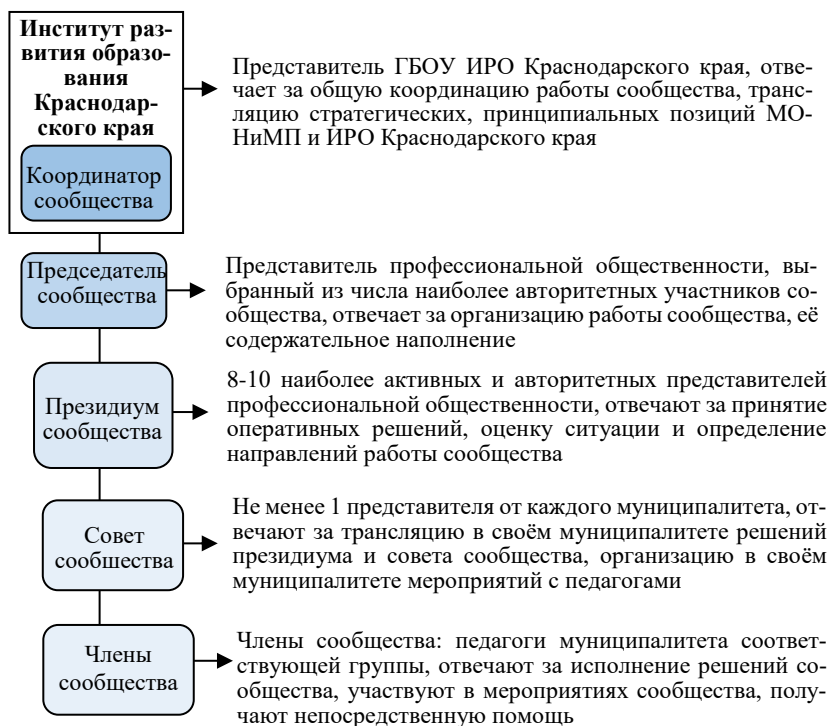 Институт раз-
вития образо-
вания
Краснодар-
ского края
Координатор
сообщества
Представитель ГБОУ ИРО Краснодарского края, отве-
чает за общую координацию работы сообщества, транс-
ляцию стратегических, принципиальных позиций МО-
НиМП и ИРО Краснодарского края
Председатель
сообщества
Представитель профессиональной общественности, вы-
бранный из числа наиболее авторитетных участников со-
общества, отвечает за организацию работы сообщества, её
содержательное наполнение
Президиум
сообщества
8-10 наиболее активных и авторитетных представителей
профессиональной общественности, отвечают за принятие
оперативных решений, оценку ситуации и определение
направлений работы сообщества
Совет
сообшества
Не менее 1 представителя от каждого муниципалитета, от-
вечают за трансляцию в своём муниципалитете решений
президиума и совета сообщества, организацию в своём
муниципалитете мероприятий с педагогами
Члены
сообщества
Члены сообщества: педагоги муниципалитета соответ-
ствующей группы, отвечают за исполнение решений со-
общества, участвуют в мероприятиях сообщества, полу-
чают непосредственную помощь